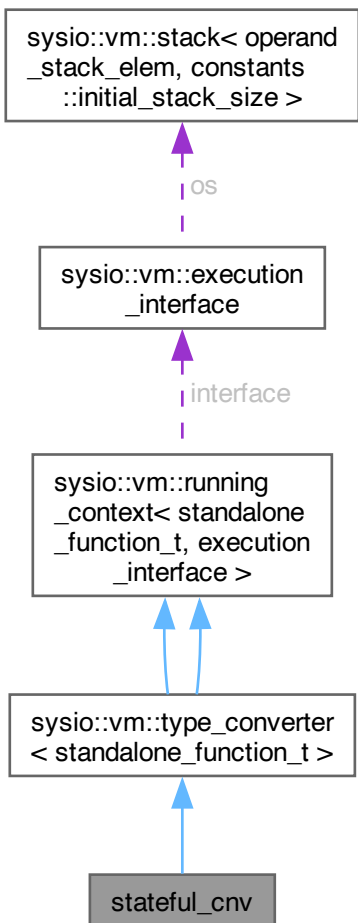 sysio::vm::stack< operand
_stack_elem, constants
::initial_stack_size >
os
sysio::vm::execution
_interface
interface
sysio::vm::running
_context< standalone
_function_t, execution
_interface >
sysio::vm::type_converter
< standalone_function_t >
stateful_cnv